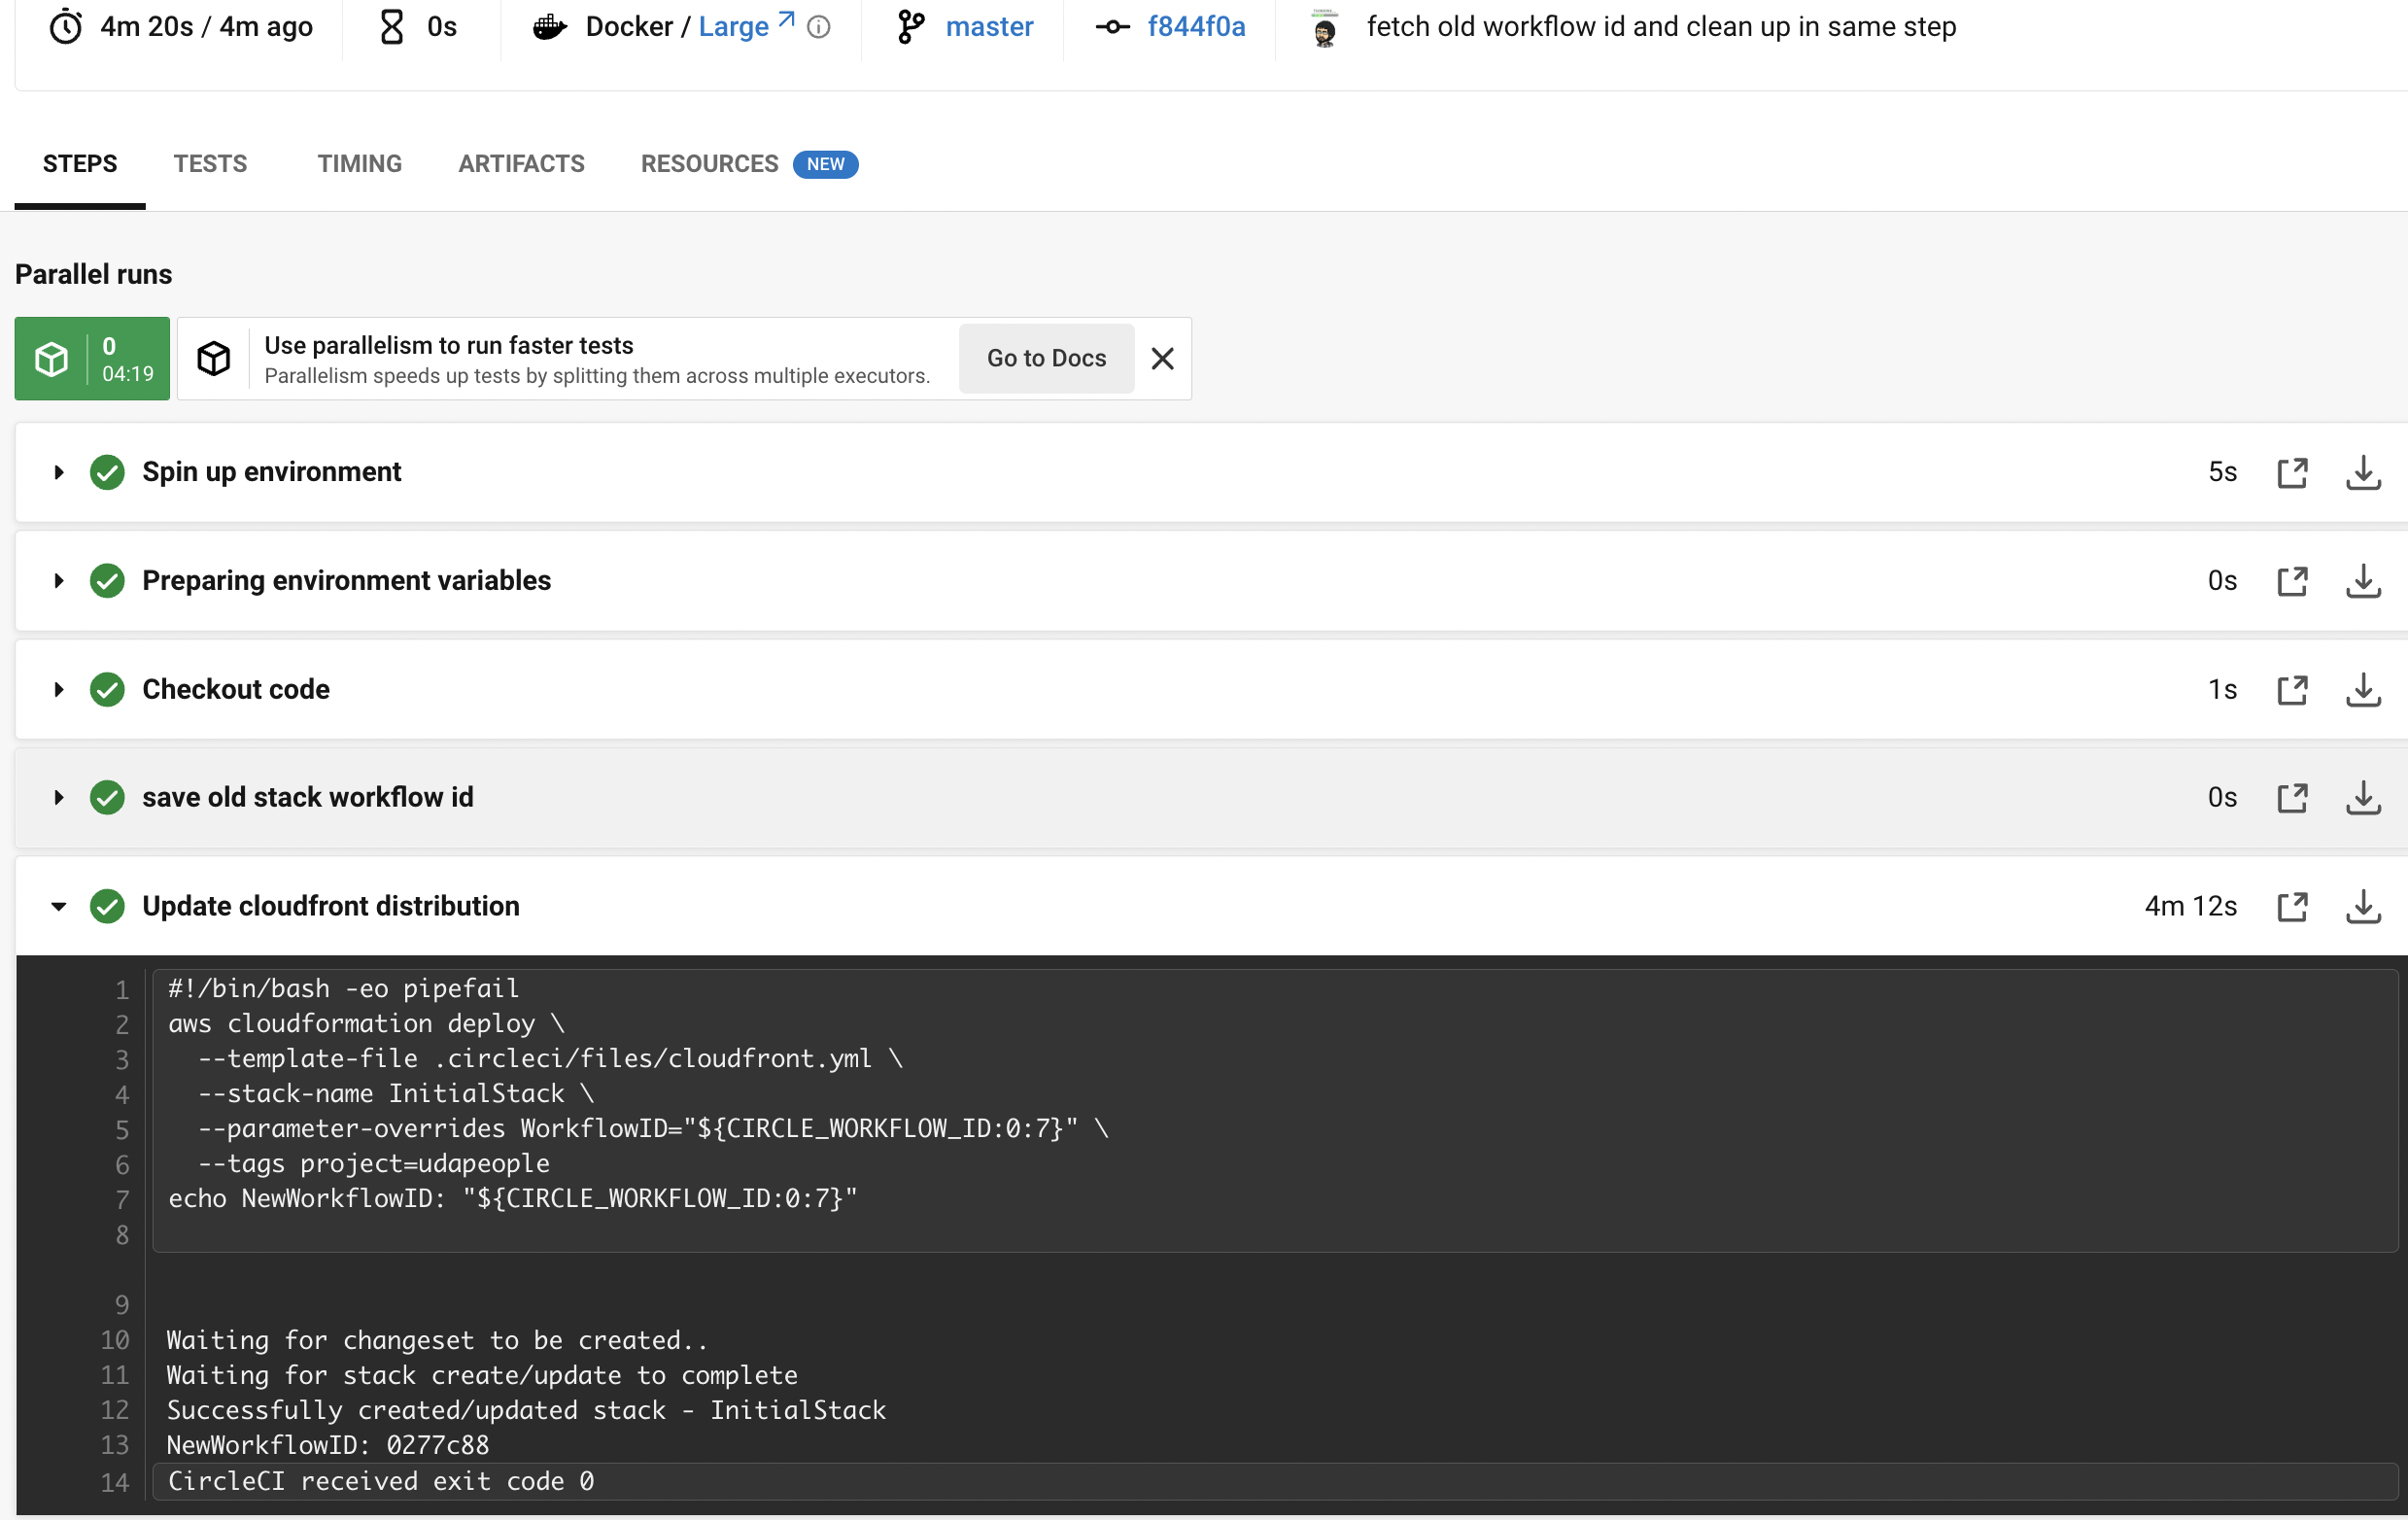 4m 20s / 4m ago 0s Docker / Large master f844f0a fetch old workflow id and clean up in same step
STEPS TESTS TIMING ARTIFACTS RESOURCES NEW
Parallel runs
0
04:19
Use parallelism to run faster tests
Parallelism speeds up tests by splitting them across multiple executors.
Go to Docs
Spin up environment 5s
Preparing environment variables 0s
Checkout code 1s
save old stack workflow id 0s
Update cloudfront distribution 4m 12s
1 #!/bin/bash -eo pipefail
2 aws cloudformation deploy \
3 --template-file .circleci/files/cloudfront.yml \
4 --stack-name InitialStack \
5 --parameter-overrides WorkflowID="${CIRCLE_WORKFLOW_ID:0:7}" \
6 --tags project=udapeople
7 echo NewWorkflowID: "${CIRCLE_WORKFLOW_ID:0:7}"
8
9
10 Waiting for changeset to be created..
11 Waiting for stack create/update to complete
12 Successfully created/updated stack - InitialStack
13 NewWorkflowID: 0277c88
14 CircleCI received exit code 0